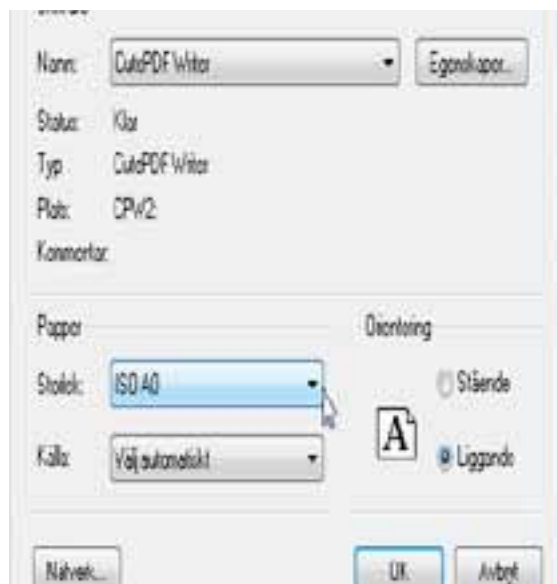 Namn: CutePDF Writer Egenskaper...
Status: Klar
Typ: CutePDF Writer
Plats: CPW2:
Kommentar:
Papper Orientering
Storlek: ISO A0 Stående
Källa: Välj automatiskt A Liggande
Nätverk... OK Avbryt